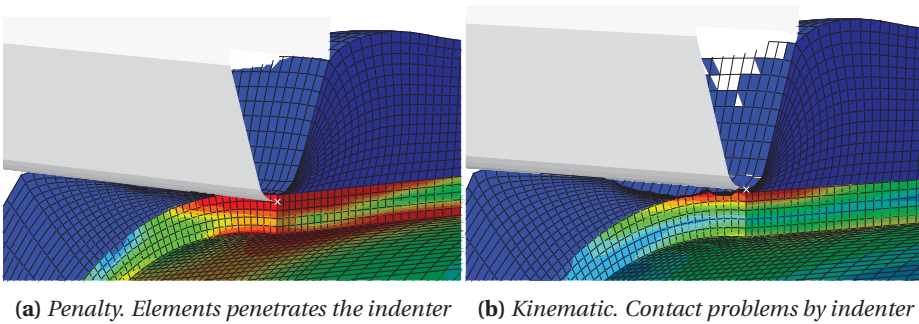 (a) Penalty. Elements penetrates the indenter
(b) Kinematic. Contact problems by indenter